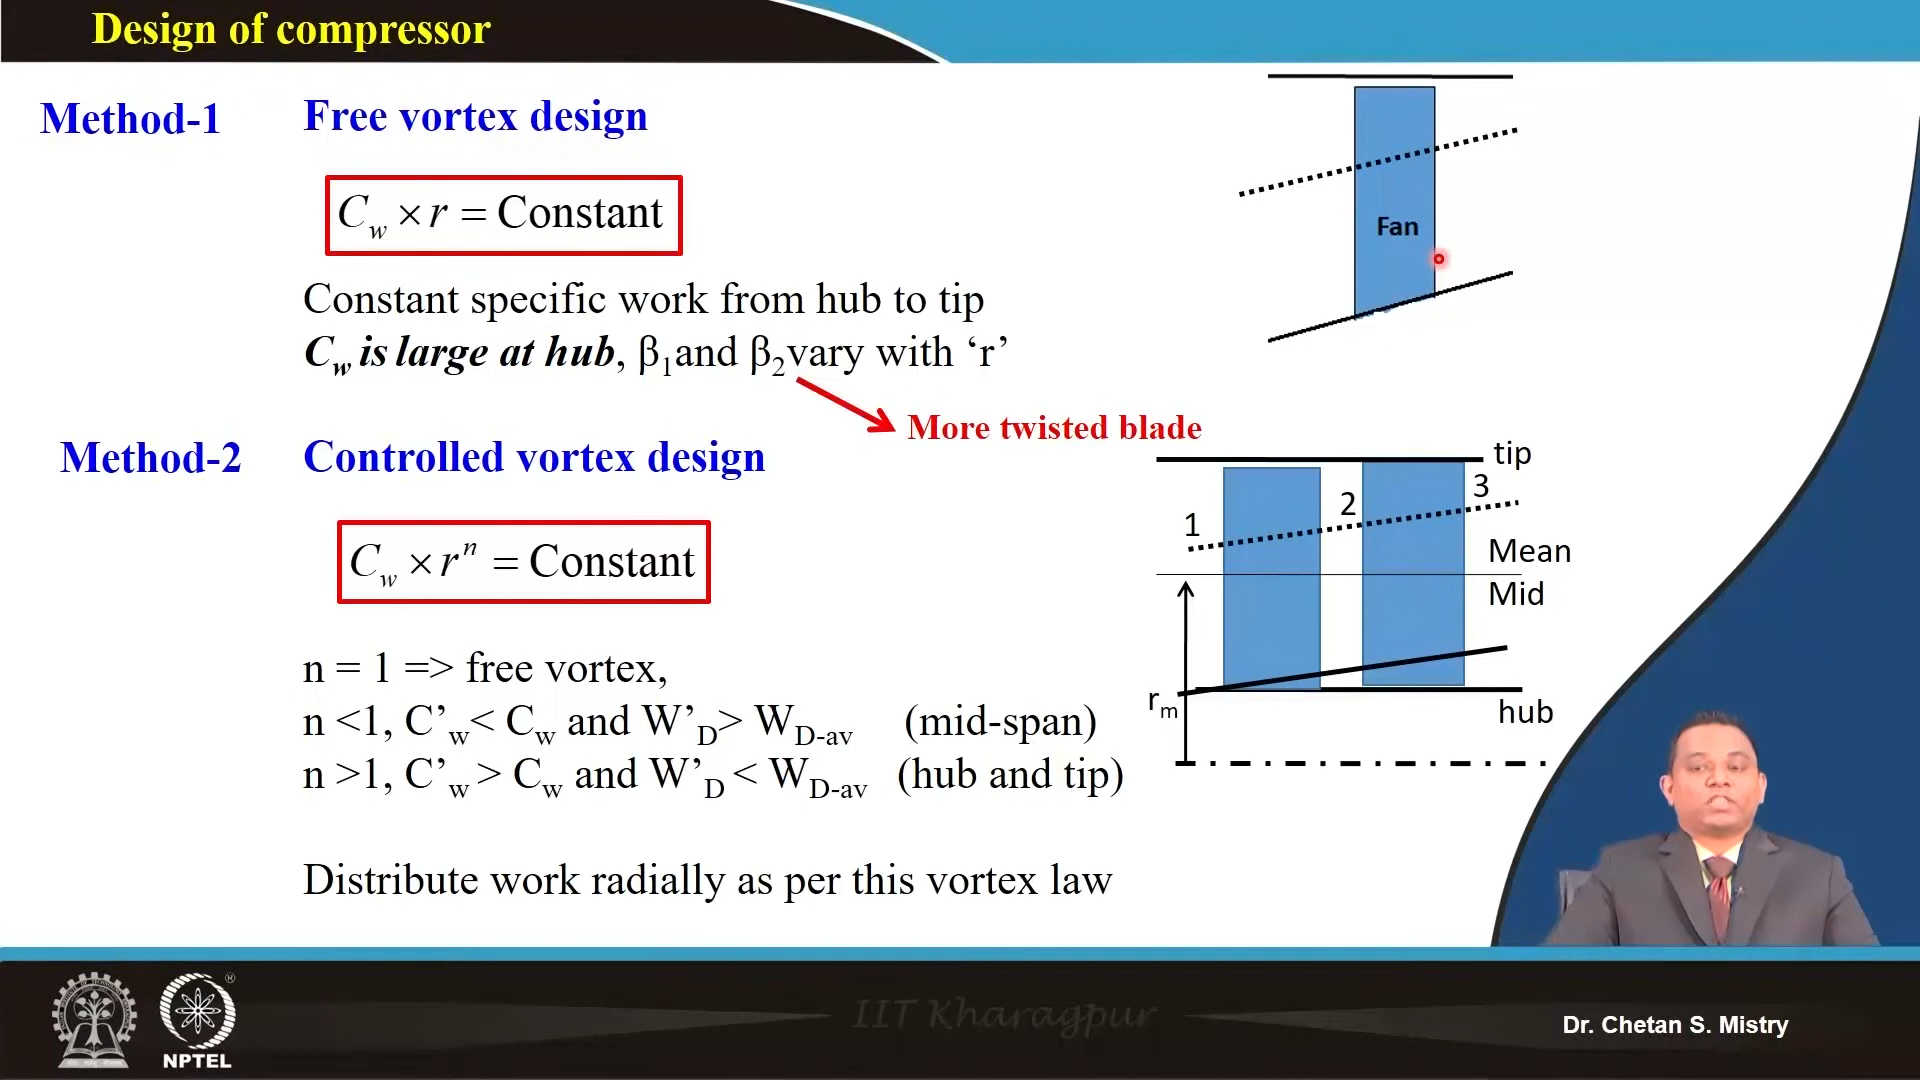 Design of compressor
Method-1 Free vortex design
C_w × r = Constant
Constant specific work from hub to tip
C_w is large at hub, β₁and β₂vary with ‘r’
More twisted blade
Fan
Method-2 Controlled vortex design
C_w × rⁿ = Constant
n = 1 => free vortex,
n <1, C’_w< C_w and W’_D> W_D-av (mid-span)
n >1, C’_w > C_w and W’_D < W_D-av (hub and tip)
Distribute work radially as per this vortex law
tip
1
2
3
Mean
Mid
r_m
hub
NPTEL
®
IIT Kharagpur
Dr. Chetan S. Mistry